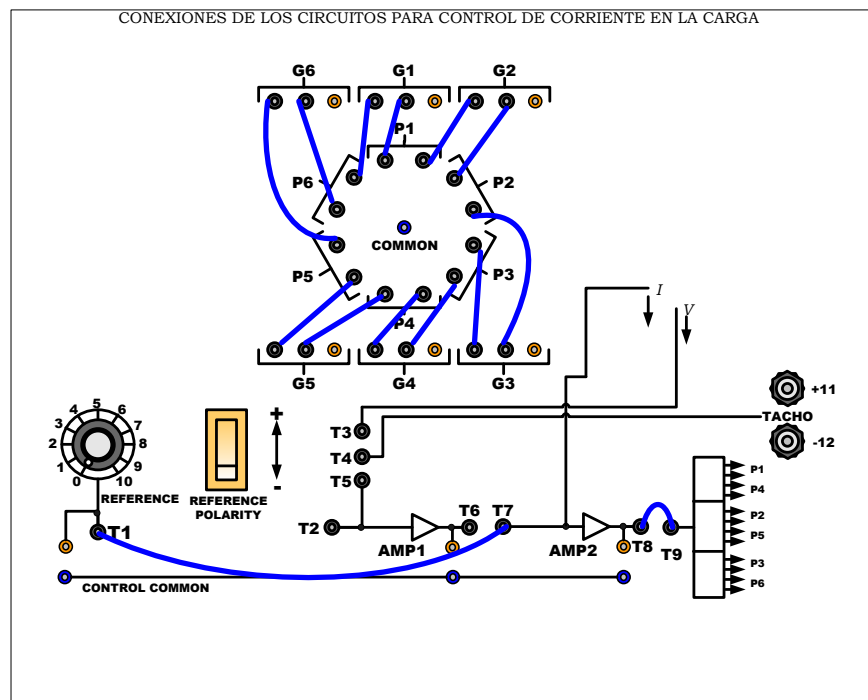 CONEXIONES DE LOS CIRCUITOS PARA CONTROL DE CORRIENTE EN LA CARGA
G6 G1 G2
P1
P6 P2
COMMON
P5 P3
P4
G5 G4 G3
I
V
+11
TACHO
-12
0 1 2 3 4 5 6 7 8 9 10
REFERENCE
+
-
REFERENCE
POLARITY
T3
T4
T5
T1 T2 T6 T7 T8 T9
AMP1 AMP2
CONTROL COMMON
P1
P4
P2
P5
P3
P6